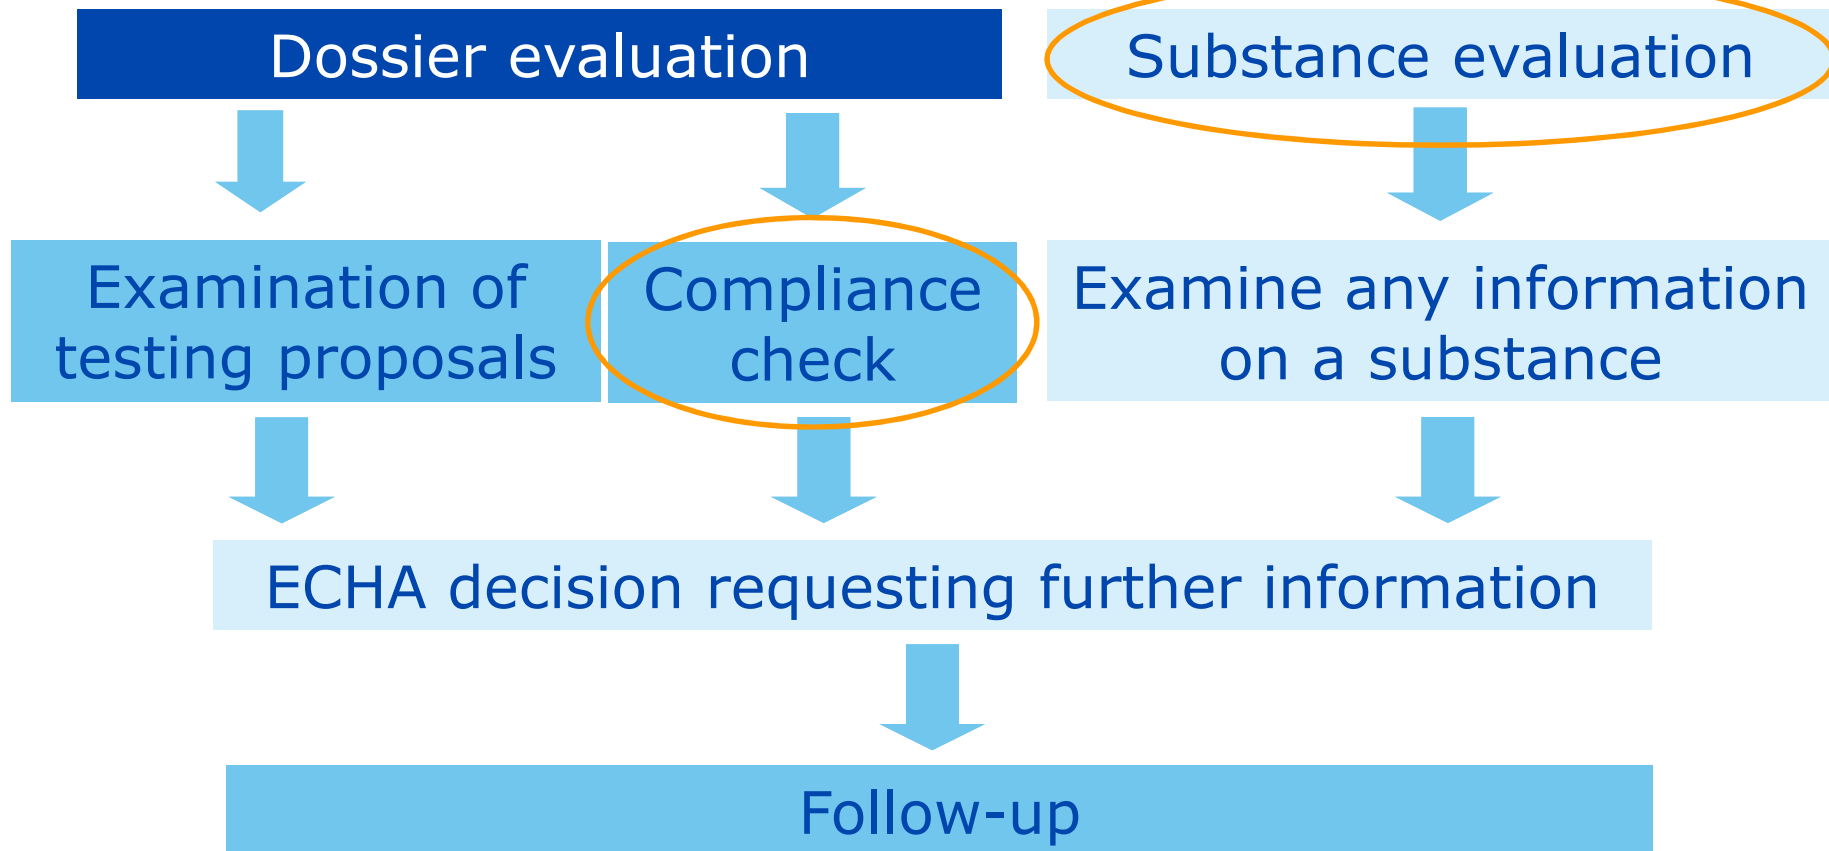 Dossier evaluation
Substance evaluation
Examination of
testing proposals
Compliance
check
Examine any information
on a substance
ECHA decision requesting further information
Follow-up